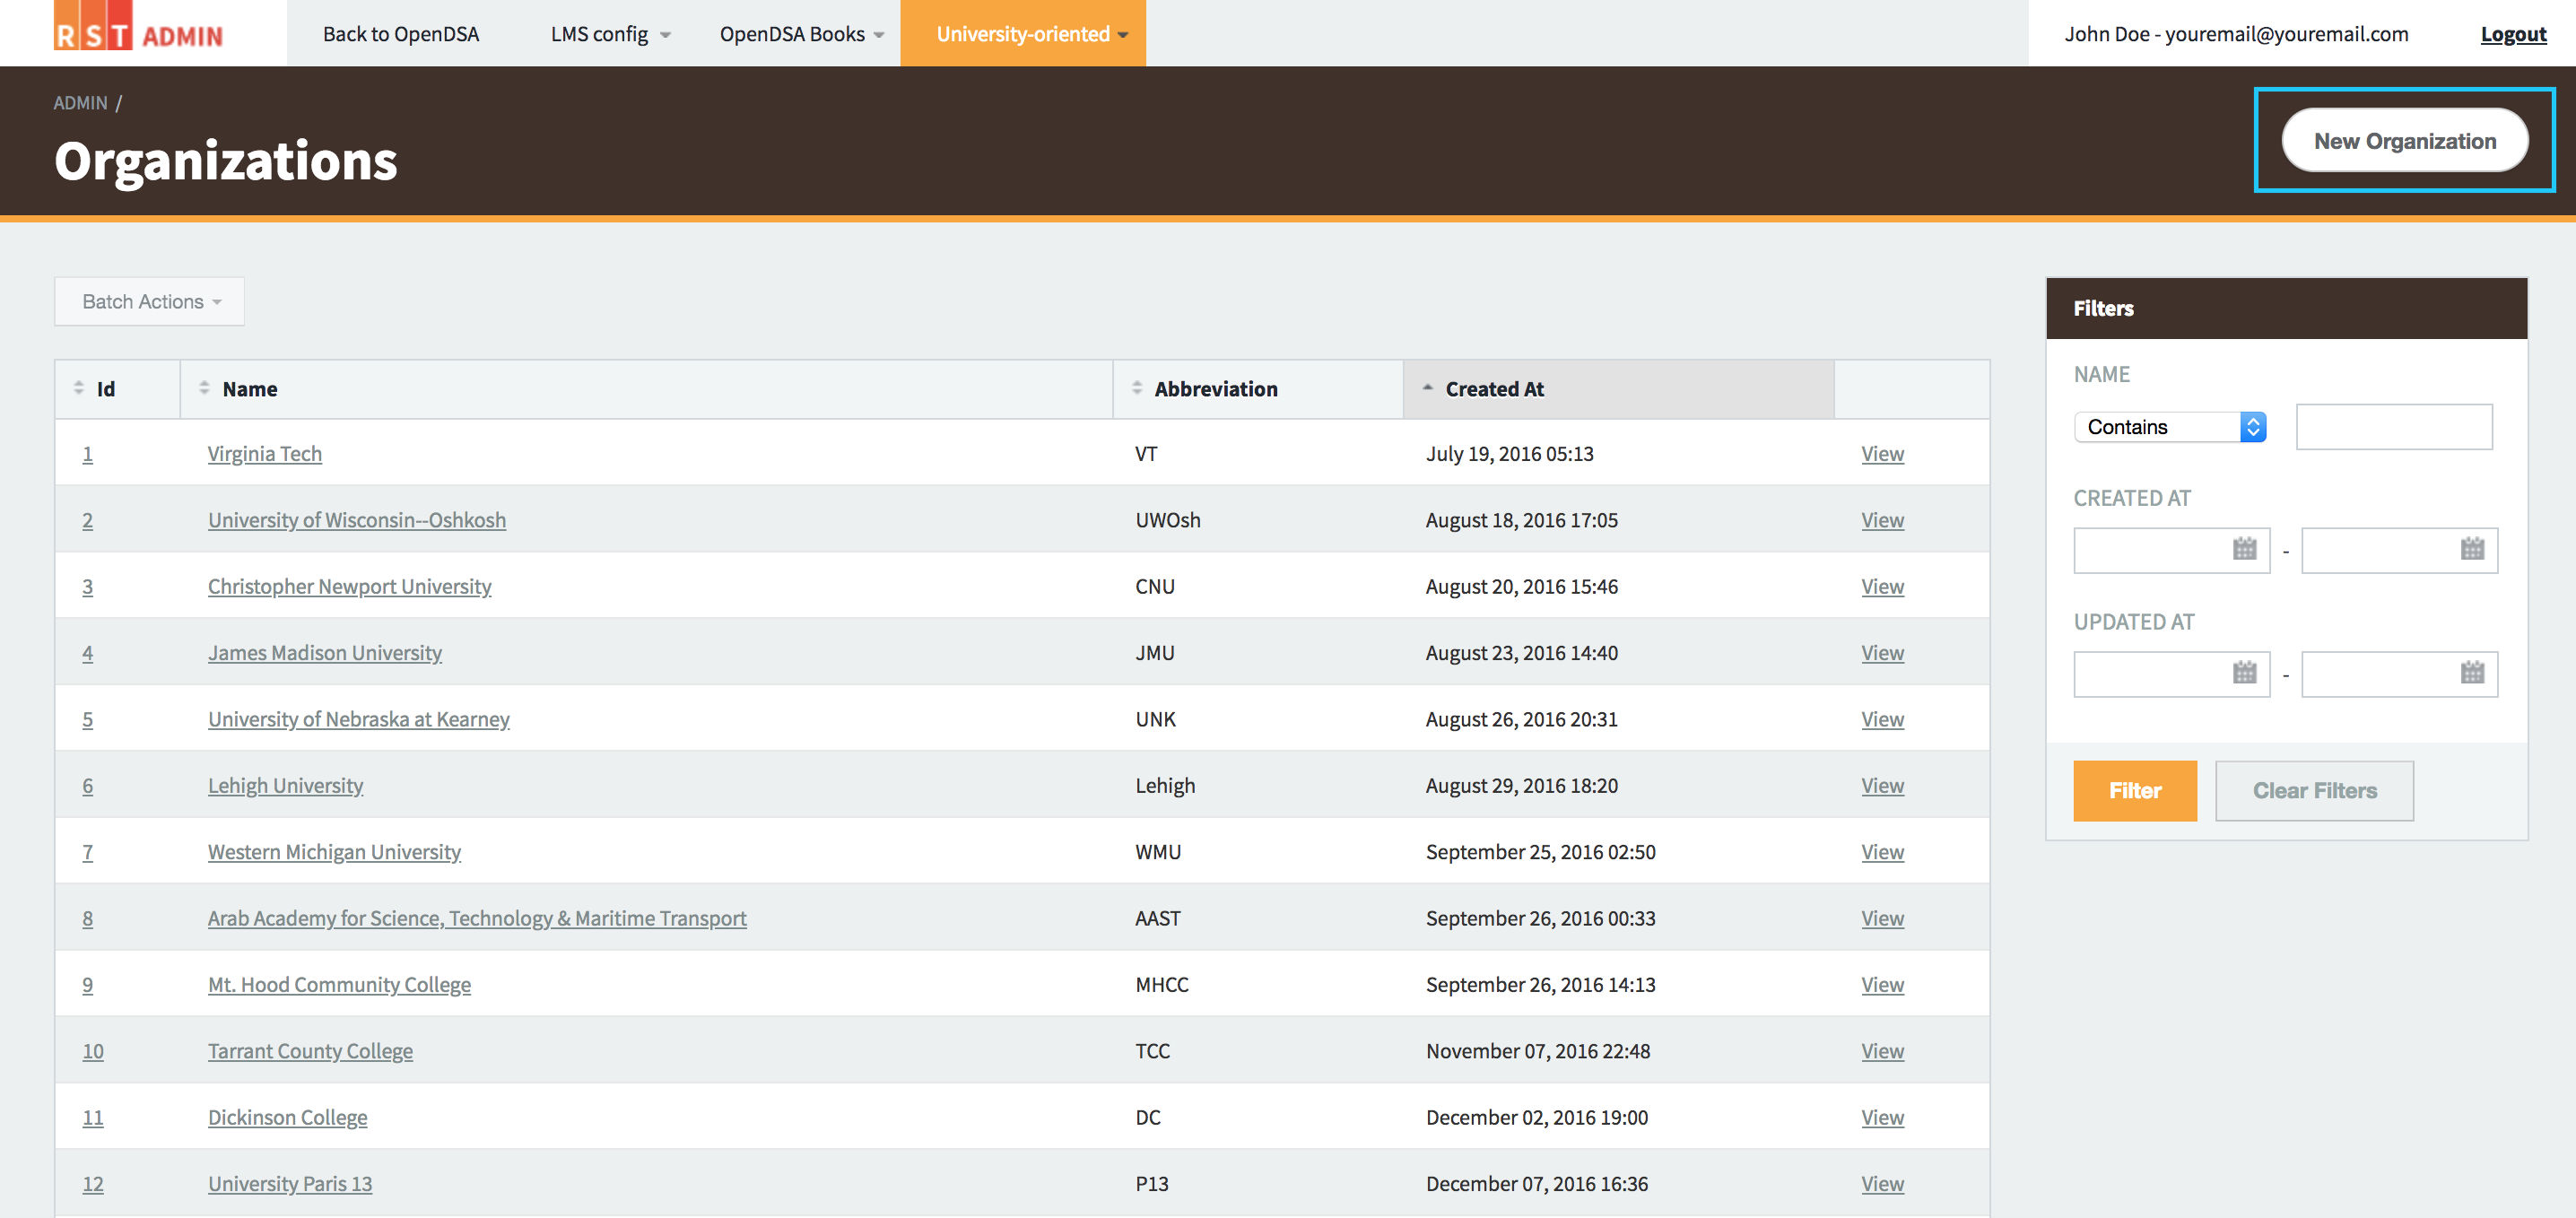 RST ADMIN Back to OpenDSA LMS config OpenDSA Books University-oriented John Doe - youremail@youremail.com Logout
ADMIN /
Organizations
New Organization
Batch Actions
Id Name Abbreviation Created At
1 Virginia Tech VT July 19, 2016 05:13 View
2 University of Wisconsin--Oshkosh UWOsh August 18, 2016 17:05 View
3 Christopher Newport University CNU August 20, 2016 15:46 View
4 James Madison University JMU August 23, 2016 14:40 View
5 University of Nebraska at Kearney UNK August 26, 2016 20:31 View
6 Lehigh University Lehigh August 29, 2016 18:20 View
7 Western Michigan University WMU September 25, 2016 02:50 View
8 Arab Academy for Science, Technology & Maritime Transport AAST September 26, 2016 00:33 View
9 Mt. Hood Community College MHCC September 26, 2016 14:13 View
10 Tarrant County College TCC November 07, 2016 22:48 View
11 Dickinson College DC December 02, 2016 19:00 View
12 University Paris 13 P13 December 07, 2016 16:36 View
Filters
NAME
Contains
CREATED AT
-
UPDATED AT
-
Filter Clear Filters